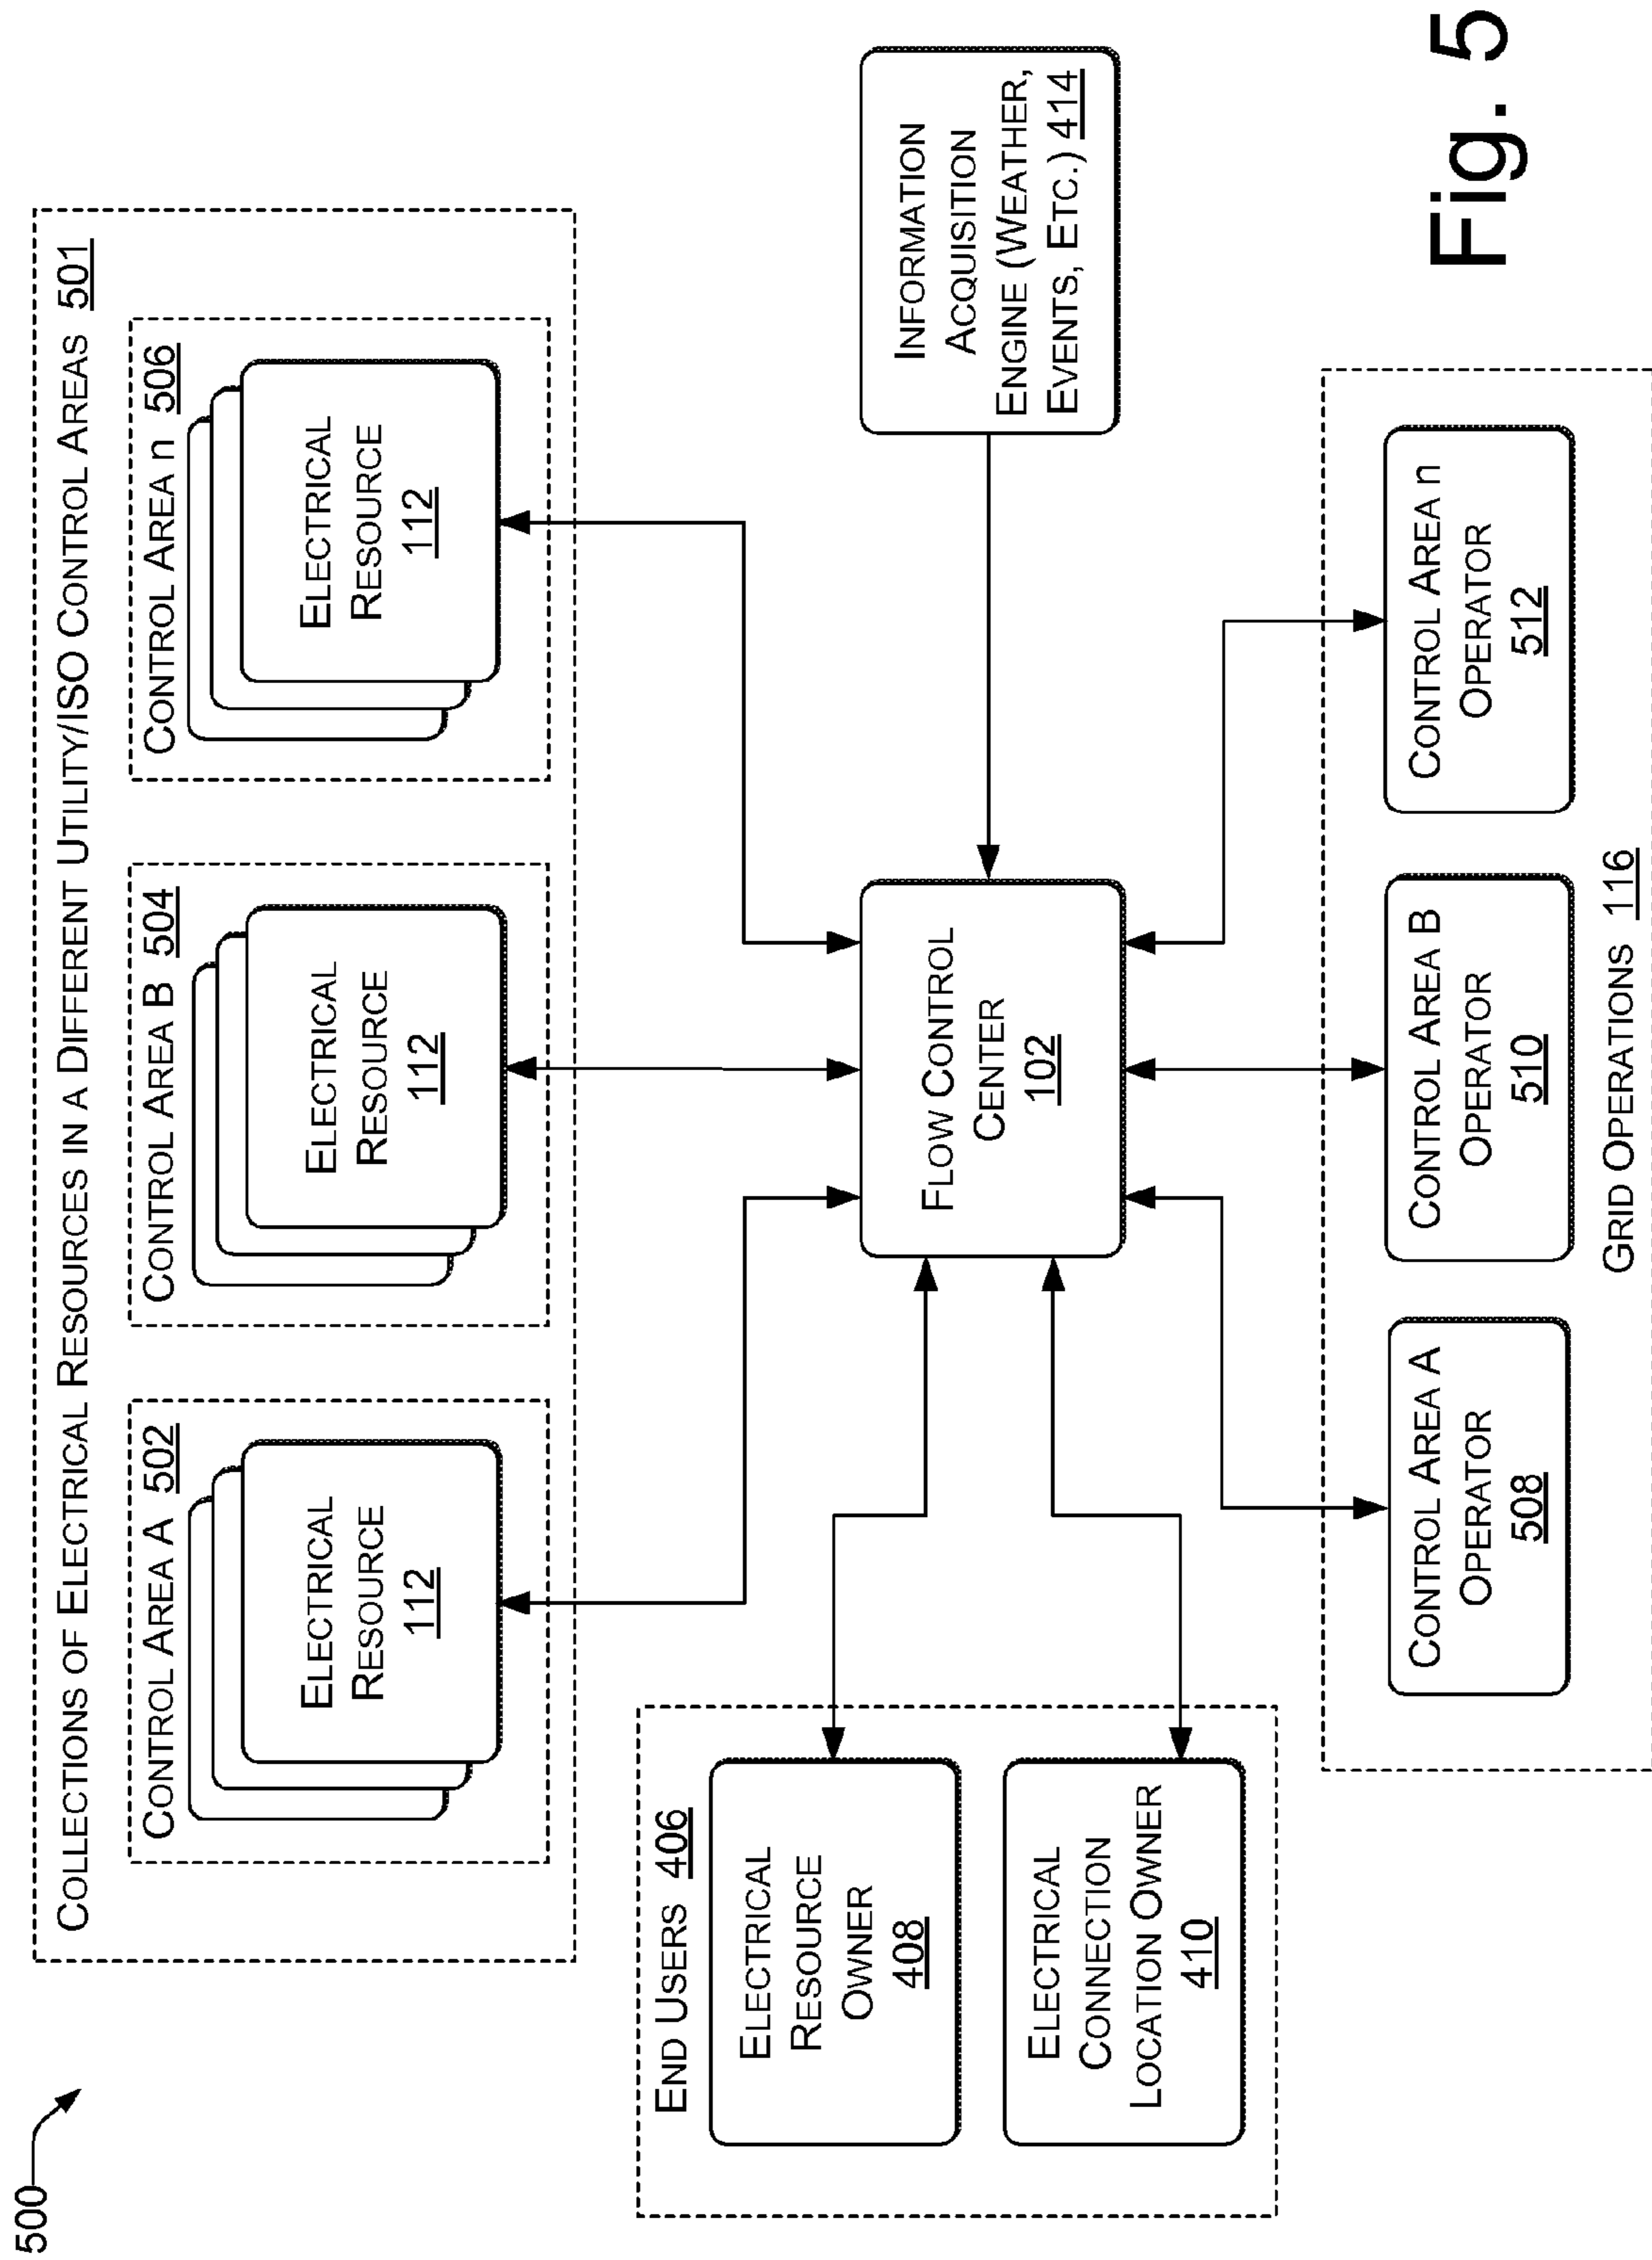 500
COLLECTIONS OF ELECTRICAL RESOURCES IN A DIFFERENT UTILITY/ISO CONTROL AREAS 501
CONTROL AREA A 502
ELECTRICAL
RESOURCE
112
CONTROL AREA B 504
ELECTRICAL
RESOURCE
112
CONTROL AREA n 506
ELECTRICAL
RESOURCE
112
END USERS 406
ELECTRICAL
RESOURCE
OWNER
408
ELECTRICAL
CONNECTION
LOCATION OWNER
410
FLOW CONTROL
CENTER
102
INFORMATION
ACQUISITION
ENGINE (WEATHER,
EVENTS, ETC.) 414
CONTROL AREA A
OPERATOR
508
CONTROL AREA B
OPERATOR
510
CONTROL AREA n
OPERATOR
512
GRID OPERATIONS 116
Fig. 5